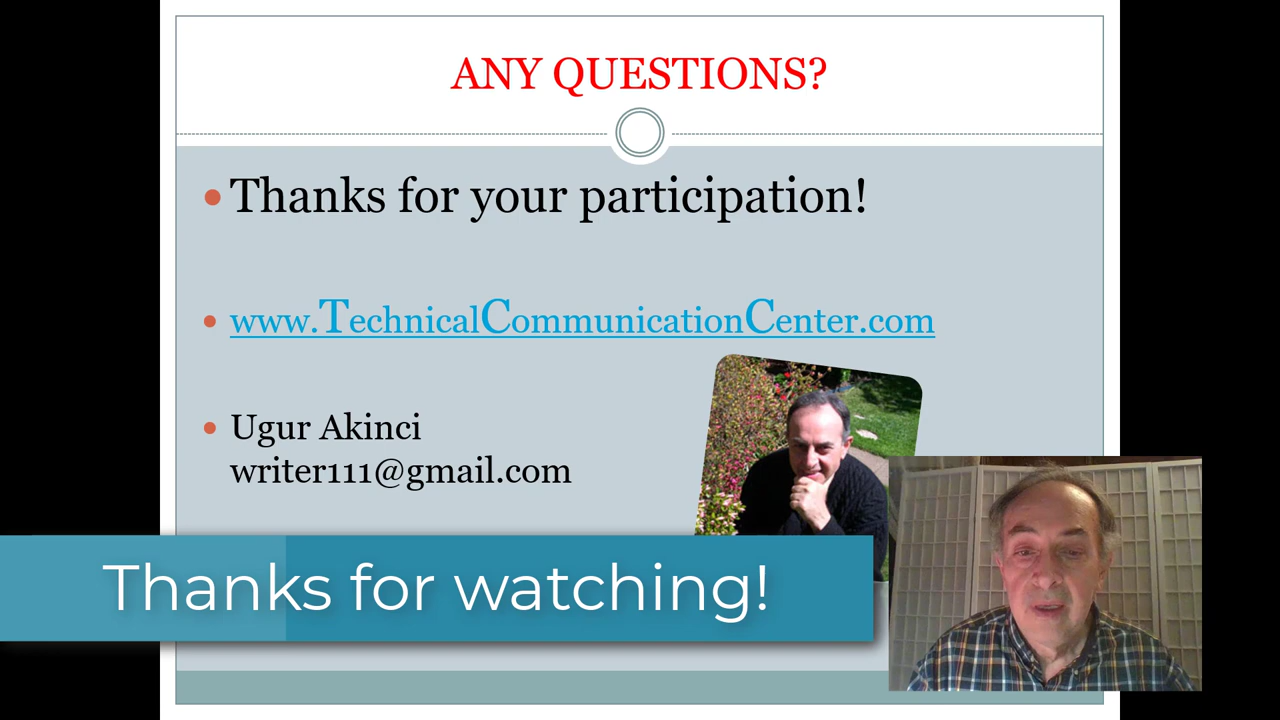 ANY QUESTIONS?
Thanks for your participation!
www.TechnicalCommunicationCenter.com
Ugur Akinci
writer111@gmail.com
Thanks for watching!